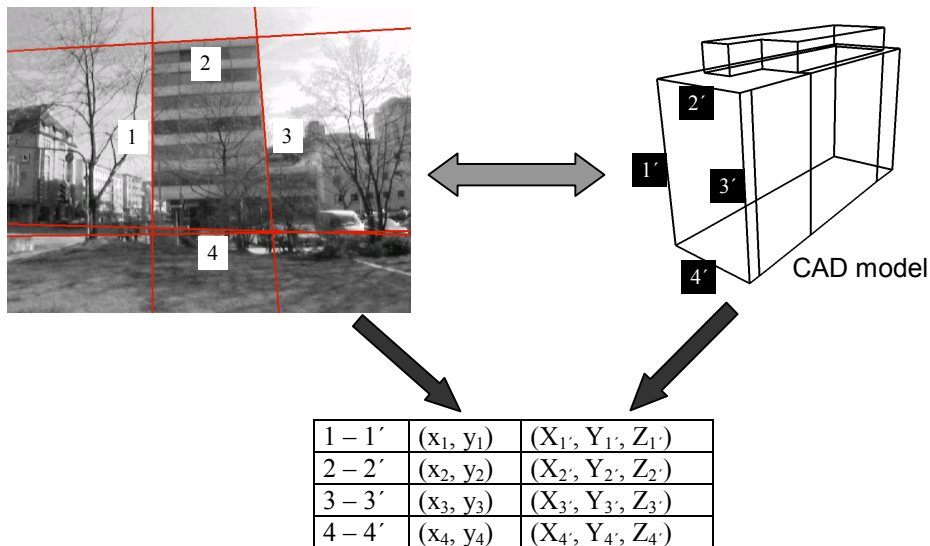 2
1
3
4
2´
1´
3´
4´
CAD model
1 – 1´ (x₁, y₁) (X₁´, Y₁´, Z₁´)
2 – 2´ (x₂, y₂) (X₂´, Y₂´, Z₂´)
3 – 3´ (x₃, y₃) (X₃´, Y₃´, Z₃´)
4 – 4´ (x₄, y₄) (X₄´, Y₄´, Z₄´)